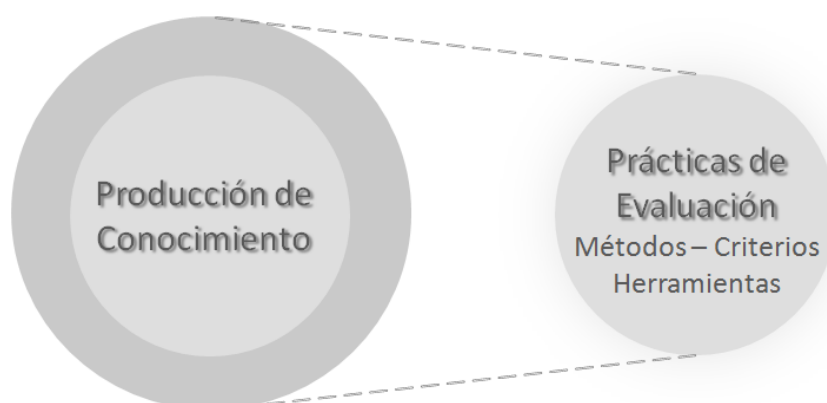 Producción de
Conocimiento
Prácticas de
Evaluación
Métodos – Criterios
Herramientas